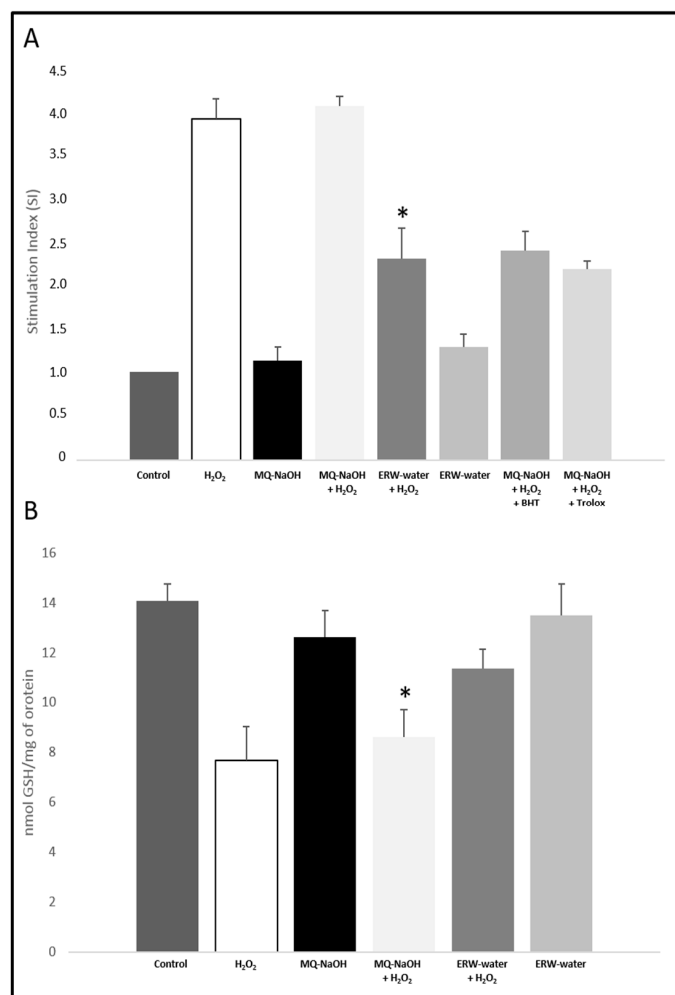 A
4.5
4.0
3.5
3.0
2.5
2.0
1.5
1.0
0.5
0
Stimulation Index (SI)
*
Control
H₂O₂
MQ-NaOH
MQ-NaOH
+ H₂O₂
ERW-water
+ H₂O₂
ERW-water
MQ-NaOH
+ H₂O₂
+ BHT
MQ-NaOH
+ H₂O₂
+ Trolox
B
16
14
12
10
8
6
4
2
0
nmol GSH/mg of orotein
*
Control
H₂O₂
MQ-NaOH
MQ-NaOH
+ H₂O₂
ERW-water
+ H₂O₂
ERW-water